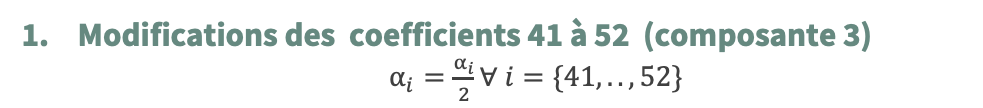 1. Modifications des coefficients 41 à 52 (composante 3)
αᵢ = αᵢ/2 ∀ i = {41,..,52}